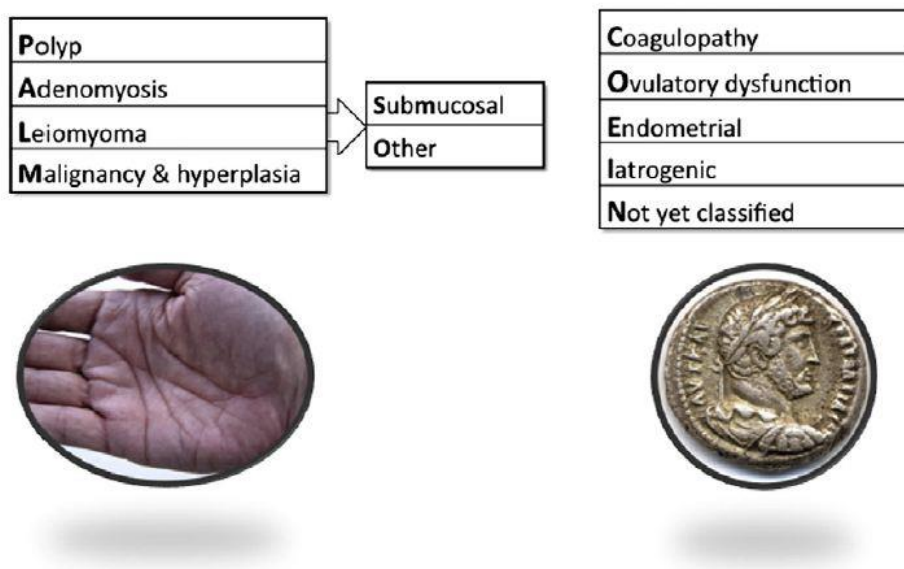 Polyp
Adenomyosis
Leiomyoma
Malignancy & hyperplasia
Submucosal
Other
Coagulopathy
Ovulatory dysfunction
Endometrial
Iatrogenic
Not yet classified